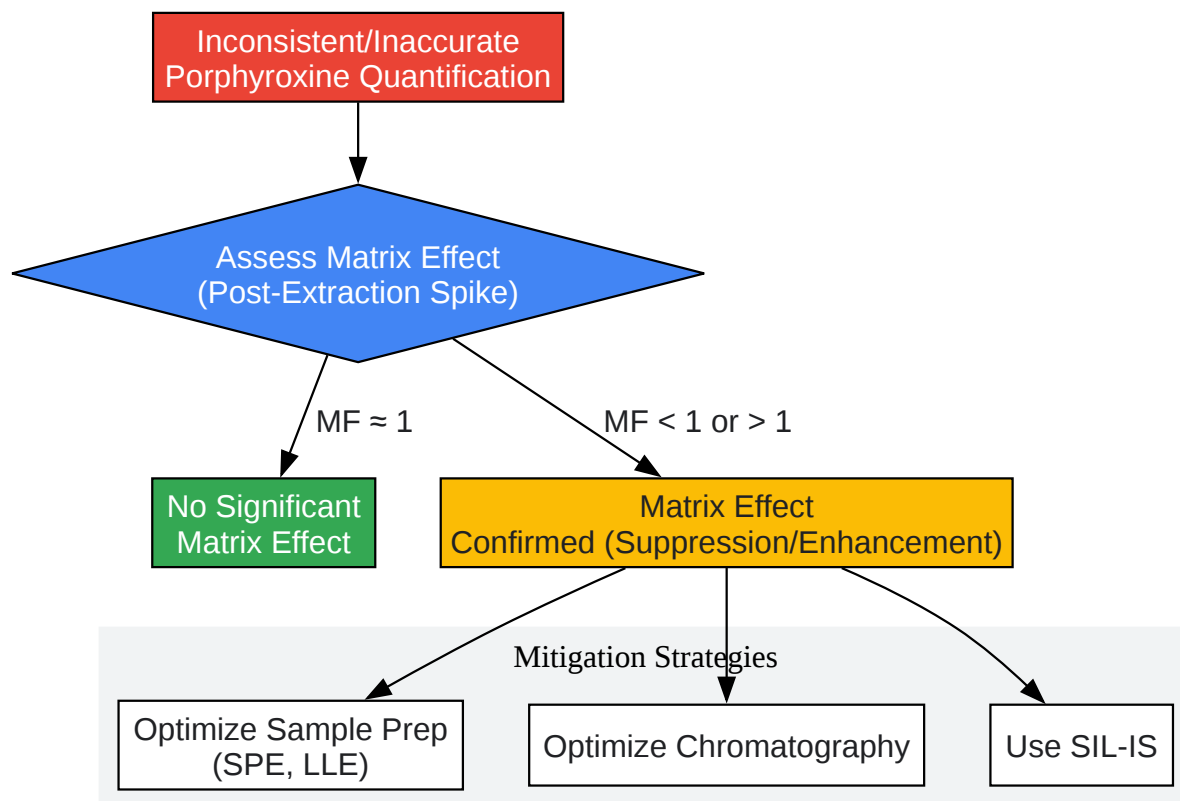 Inconsistent/Inaccurate
Porphyroxine Quantification
Assess Matrix Effect
(Post-Extraction Spike)
MF ≈ 1
MF < 1 or > 1
No Significant
Matrix Effect
Matrix Effect
Confirmed (Suppression/Enhancement)
Mitigation Strategies
Optimize Sample Prep
(SPE, LLE)
Optimize Chromatography
Use SIL-IS